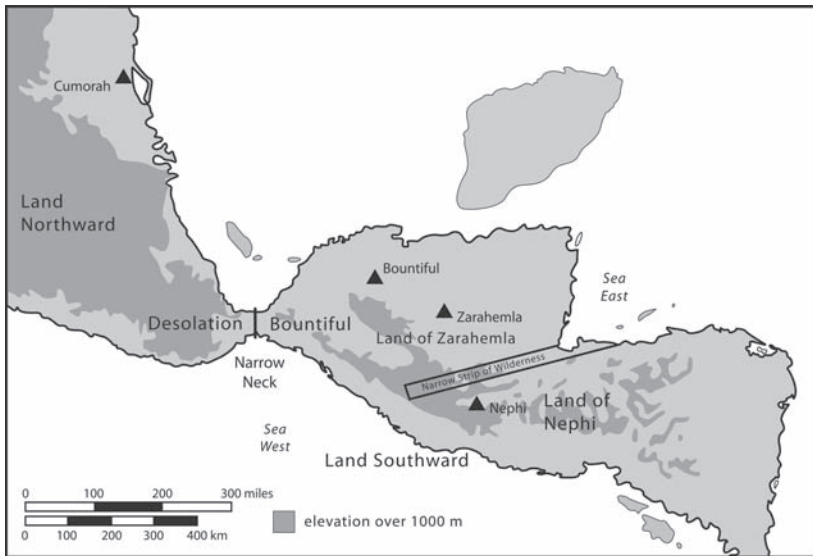 Cumorah
Land
Northward
Bountiful
Sea
East
Zarahemla
Desolation
Bountiful
Land of Zarahemla
Narrow
Neck
Narrow Strip of Wilderness
Nephi
Land of
Nephi
Sea
West
Land Southward
0 100 200 300 miles
0 100 200 300 400 km
elevation over 1000 m